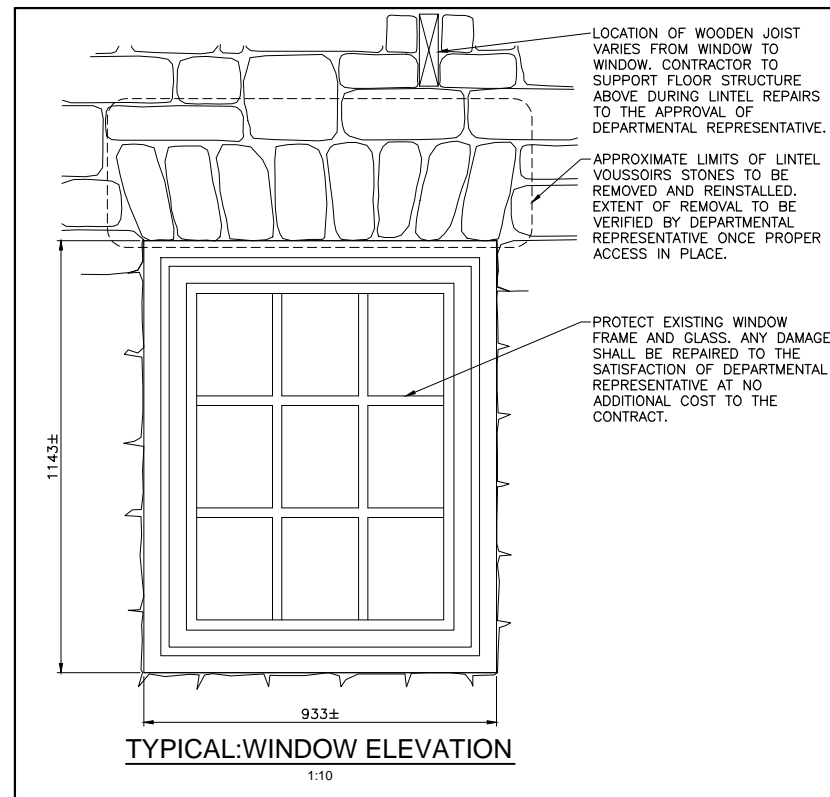 LOCATION OF WOODEN JOIST
VARIES FROM WINDOW TO
WINDOW. CONTRACTOR TO
SUPPORT FLOOR STRUCTURE
ABOVE DURING LINTEL REPAIRS
TO THE APPROVAL OF
DEPARTMENTAL REPRESENTATIVE.
APPROXIMATE LIMITS OF LINTEL
VOUSSOIRS STONES TO BE
REMOVED AND REINSTALLED.
EXTENT OF REMOVAL TO BE
VERIFIED BY DEPARTMENTAL
REPRESENTATIVE ONCE PROPER
ACCESS IN PLACE.
PROTECT EXISTING WINDOW
FRAME AND GLASS. ANY DAMAGE
SHALL BE REPAIRED TO THE
SATISFACTION OF DEPARTMENTAL
REPRESENTATIVE AT NO
ADDITIONAL COST TO THE
CONTRACT.
1143±
933±
TYPICAL:WINDOW ELEVATION
1:10